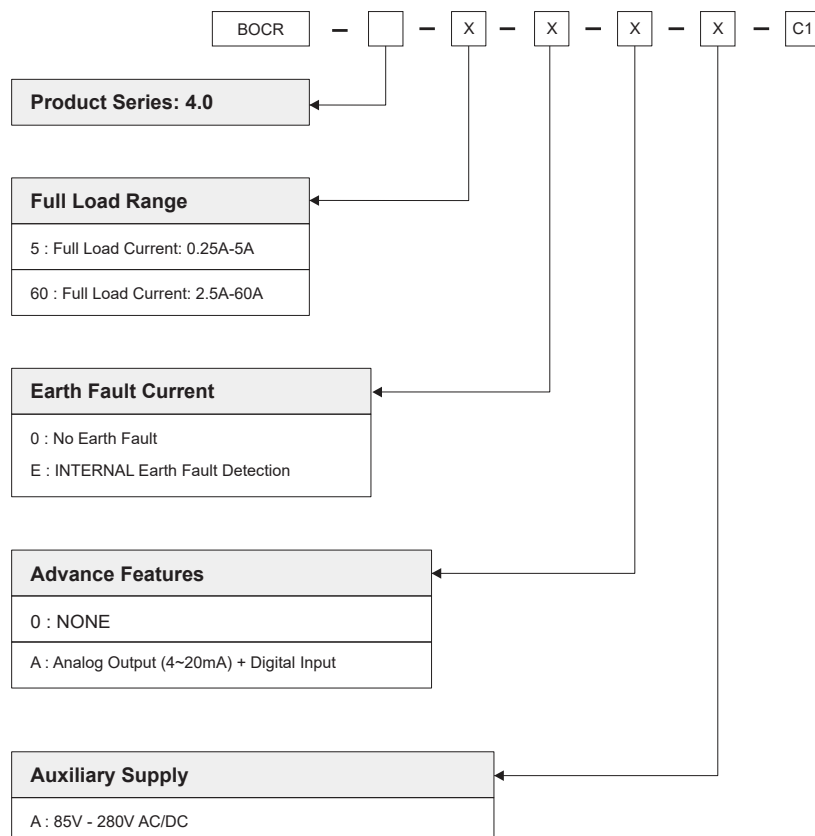 BOCR – – X – X – X – X – C1
Product Series: 4.0
Full Load Range
5 : Full Load Current: 0.25A-5A
60 : Full Load Current: 2.5A-60A
Earth Fault Current
0 : No Earth Fault
E : INTERNAL Earth Fault Detection
Advance Features
0 : NONE
A : Analog Output (4~20mA) + Digital Input
Auxiliary Supply
A : 85V - 280V AC/DC